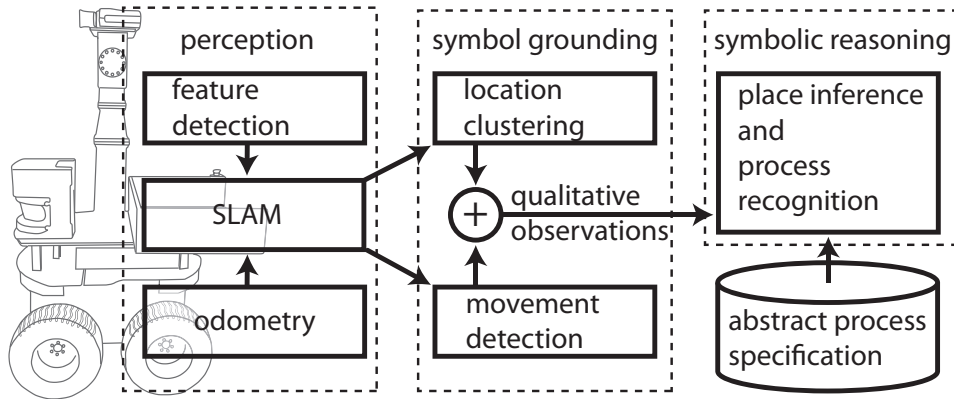 perception
feature
detection
SLAM
odometry
symbol grounding
location
clustering
+
qualitative
observations
movement
detection
symbolic reasoning
place inference
and
process
recognition
abstract process
specification